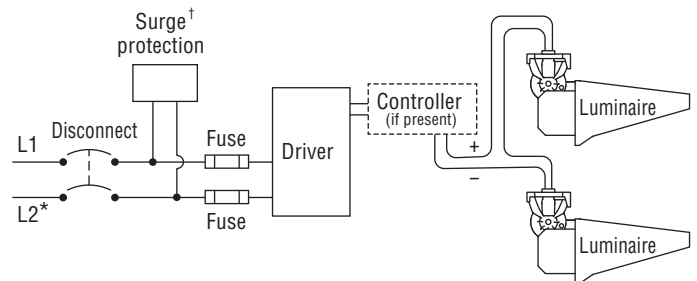 Surge†
protection
L1
Disconnect
Fuse
Driver
Controller
(if present)
+
–
Luminaire
L2*
Fuse
Luminaire